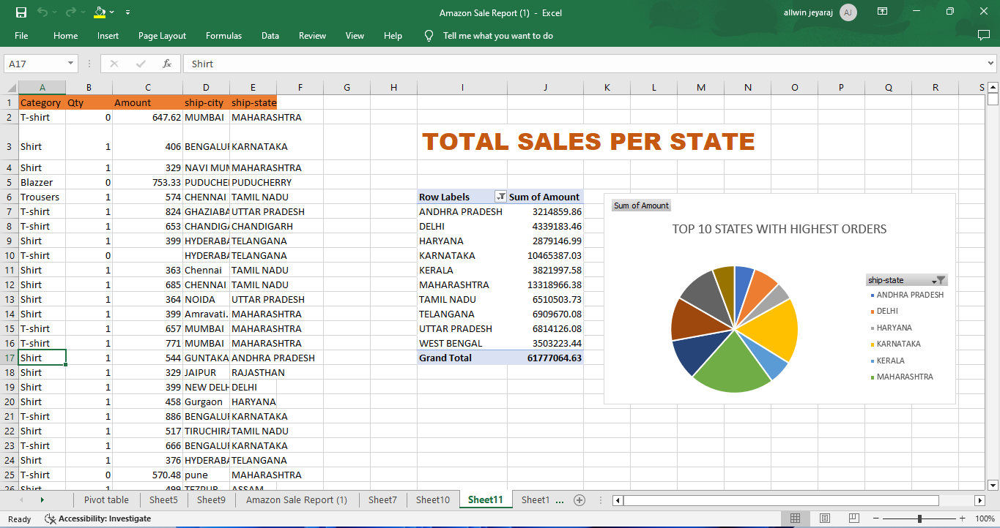 Amazon Sale Report (1) - Excel
allwin jeyaraj AJ
File Home Insert Page Layout Formulas Data Review View Help Tell me what you want to do
A17 fx Shirt
A B C D E F G H I J K L M N O P Q R S
1 Category Qty Amount ship-city ship-state
2 T-shirt 0 647.62 MUMBAI MAHARASHTRA
TOTAL SALES PER STATE
3 Shirt 1 406 BENGALU KARNATAKA
4 Shirt 1 329 NAVI MUM MAHARASHTRA
5 Blazzer 0 753.33 PUDUCHE PUDUCHERRY
6 Trousers 1 574 CHENNAI TAMIL NADU Row Labels Sum of Amount
7 T-shirt 1 824 GHAZIABA UTTAR PRADESH ANDHRA PRADESH 3214859.86
8 T-shirt 1 653 CHANDIGA CHANDIGARH DELHI 4339183.46
9 Shirt 1 399 HYDERABA TELANGANA HARYANA 2879146.99
10 T-shirt 0 HYDERABA TELANGANA KARNATAKA 10465387.03
11 Shirt 1 363 Chennai TAMIL NADU KERALA 3821997.58
12 Shirt 1 685 CHENNAI TAMIL NADU MAHARASHTRA 13318966.38
13 Shirt 1 364 NOIDA UTTAR PRADESH TAMIL NADU 6510503.73
14 Shirt 1 399 Amravati. MAHARASHTRA TELANGANA 6909670.08
15 T-shirt 1 657 MUMBAI MAHARASHTRA UTTAR PRADESH 6814126.08
16 T-shirt 1 771 MUMBAI MAHARASHTRA WEST BENGAL 3503223.44
17 Shirt 1 544 GUNTAKA ANDHRA PRADESH Grand Total 61777064.63
18 Shirt 1 329 JAIPUR RAJASTHAN
19 Shirt 1 399 NEW DELH DELHI
20 Shirt 1 458 Gurgaon HARYANA
21 T-shirt 1 886 BENGALU KARNATAKA
22 Shirt 1 517 TIRUCHIRA TAMIL NADU
23 T-shirt 1 666 BENGALU KARNATAKA
24 Shirt 1 376 HYDERABA TELANGANA
25 T-shirt 0 570.48 pune MAHARASHTRA
26 Shirt 1 499 TEZPUR ASSAM
Sum of Amount
TOP 10 STATES WITH HIGHEST ORDERS
ship-state
ANDHRA PRADESH
DELHI
HARYANA
KARNATAKA
KERALA
MAHARASHTRA
Pivot table Sheet5 Sheet9 Amazon Sale Report (1) Sheet7 Sheet10 Sheet11 Sheet1 ...
Ready Accessibility: Investigate 100%